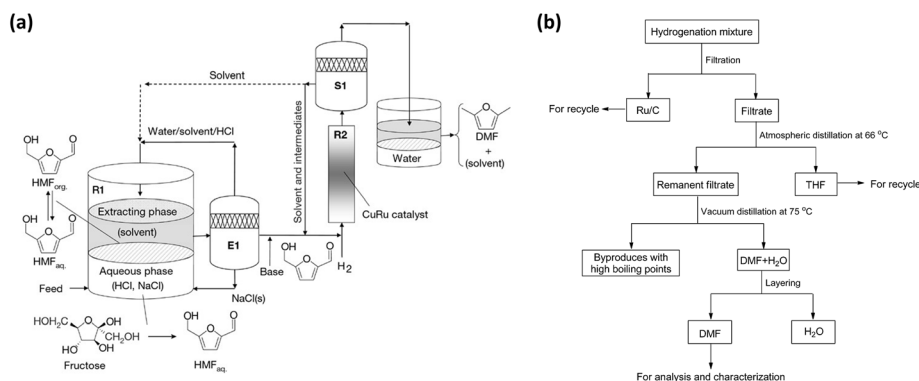 (a)
Solvent
S1
Water/solvent/HCl
OH
O
O
HMForg.
R1
Extracting phase
(solvent)
OH
O
O
HMFaq.
Aqueous phase
(HCl, NaCl)
Feed
E1
NaCl(s)
Solvent and intermediates
Base
OH
O
O
H2
R2
CuRu catalyst
Water
O
DMF
+
(solvent)
HOH2C
O
OH
CH2OH
HO
OH
Fructose
OH
O
O
HMFaq.
(b)
Hydrogenation mixture
Filtration
For recycle
Ru/C
Filtrate
Atmospheric distillation at 66 °C
Remanent filtrate
THF
For recycle
Vacuum distillation at 75 °C
Byproduces with
high boiling points
DMF+H2O
Layering
DMF
H2O
For analysis and characterization